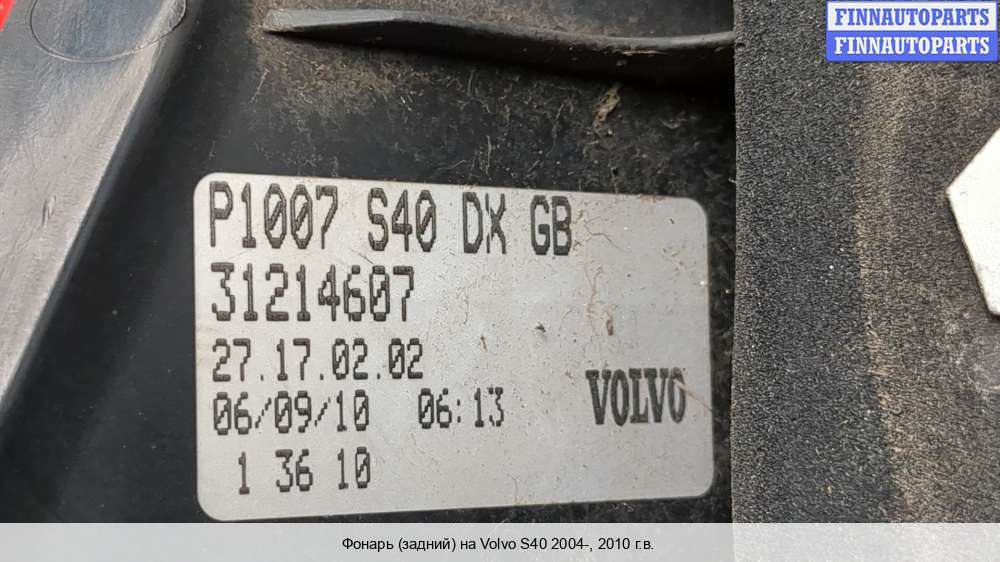 FINNAUTOPARTS
FINNAUTOPARTS
P1007 S40 DX GB
31214607
27.17.02.02
06/09/10 06:13
VOLVO
1 36 10
Фонарь (задний) на Volvo S40 2004-, 2010 г.в.